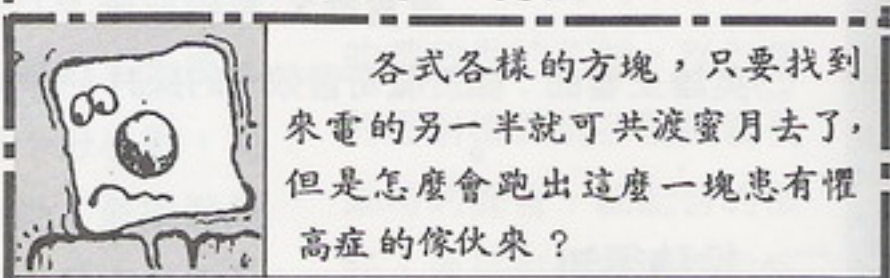 各式各樣的方塊，只要找到
來電的另一半就可共渡蜜月去了，
但是怎麼會跑出這麼一塊患有懼
高症的傢伙來？